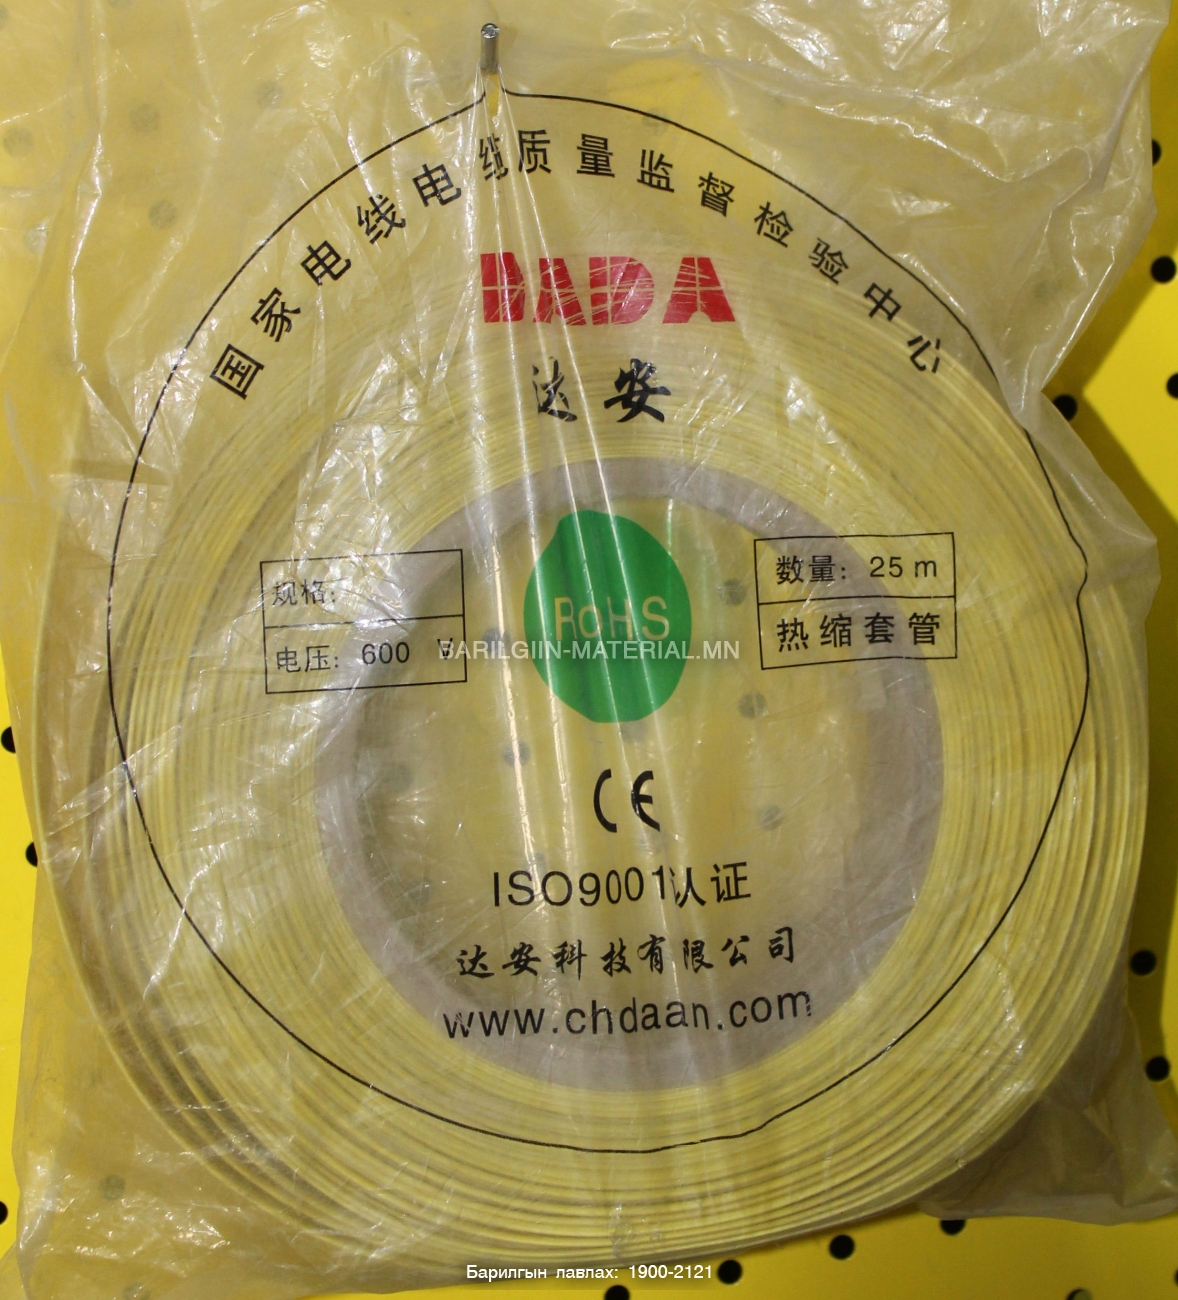 国家电线电缆质量监督检验中心
DADA
达安
规格:
电压: 600 V
数量: 25 m
热缩套管
RoHS
BARILGIIN-MATERIAL.MN
CE
ISO9001认证
达安科技有限公司
www.chdaan.com
Барилгын лавлах: 1900-2121